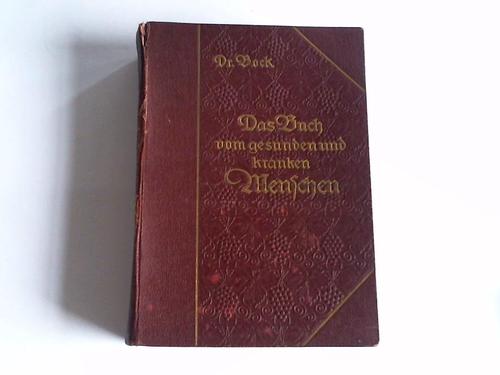 Dr. Bock
Das Buch
vom gesunden und
kranken
Menschen